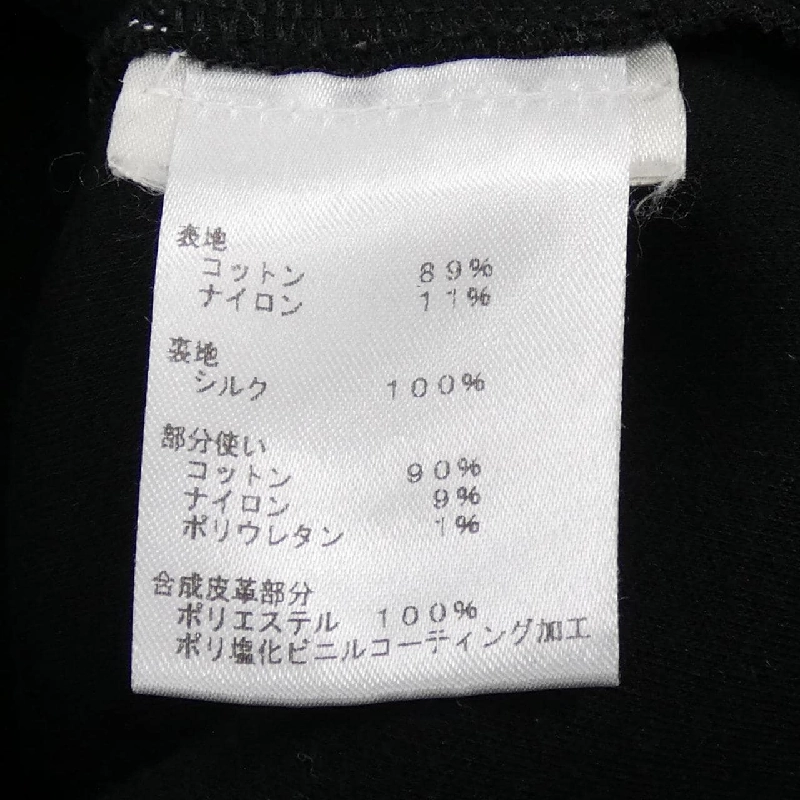 表地
コットン 89%
ナイロン 11%
裏地
シルク 100%
部分使い
コットン 90%
ナイロン 9%
ポリウレタン 1%
合成皮革部分
ポリエステル 100%
ポリ塩化ビニルコーティング加工